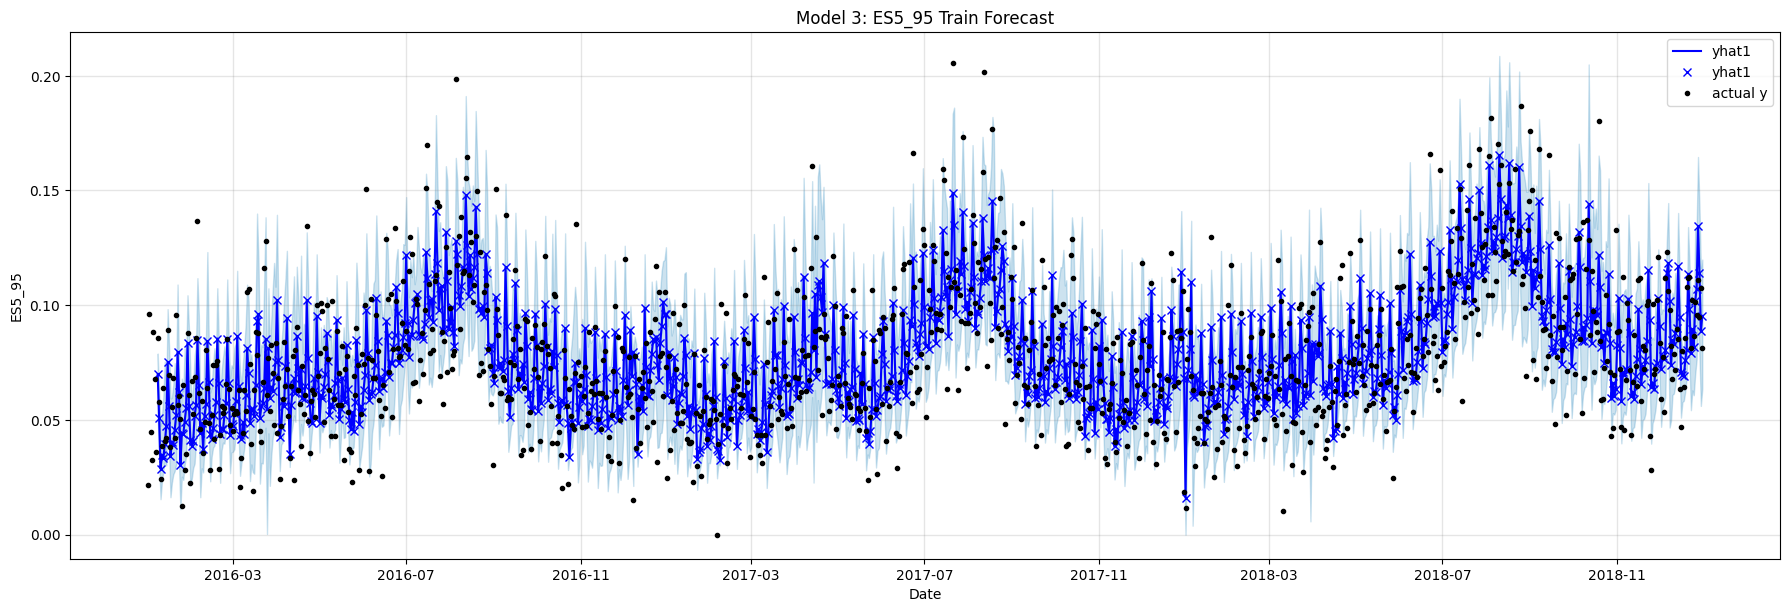 Model 3: ES5_95 Train Forecast
yhat1
yhat1
actual y
0.20
0.15
0.10
0.05
0.00
ES5_95
2016-03
2016-07
2016-11
2017-03
2017-07
2017-11
2018-03
2018-07
2018-11
Date